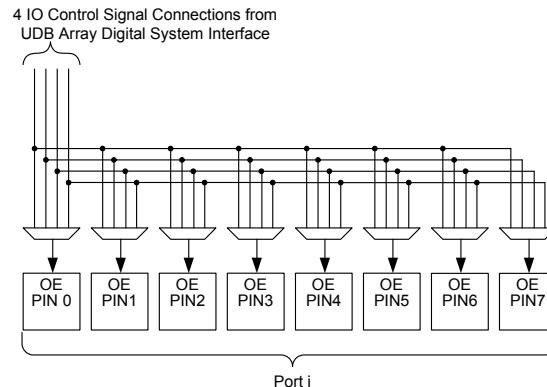 4 IO Control Signal Connections from
UDB Array Digital System Interface
OE
PIN 0
OE
PIN1
OE
PIN2
OE
PIN3
OE
PIN4
OE
PIN5
OE
PIN6
OE
PIN7
Port i